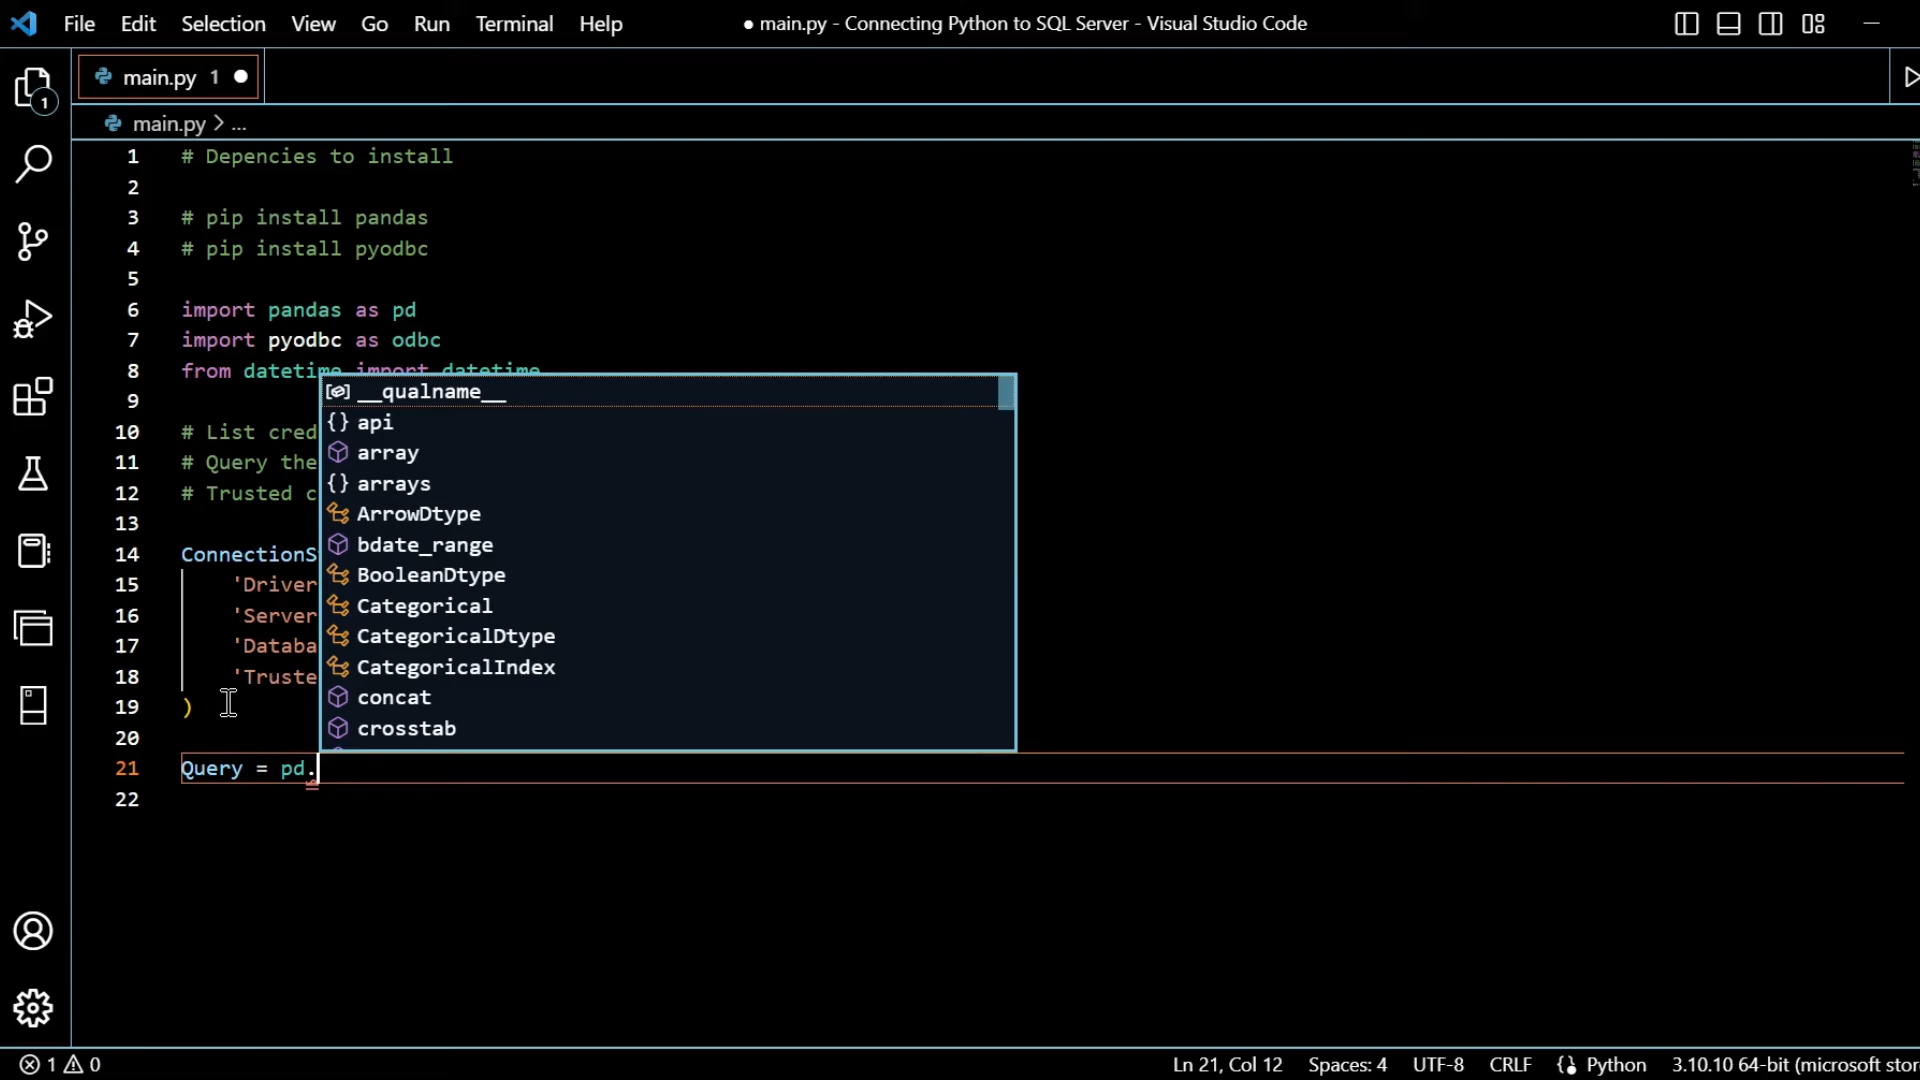 File Edit Selection View Go Run Terminal Help ● main.py - Connecting Python to SQL Server - Visual Studio Code
main.py 1
1
main.py > ...
1 # Depencies to install
2
3 # pip install pandas
4 # pip install pyodbc
5
6 import pandas as pd
7 import pyodbc as odbc
8 from datetime import datetime
9
10 # List cred
11 # Query the
12 # Trusted c
13
14 ConnectionS
15 'Driver
16 'Server
17 'Databa
18 'Truste
19 )
20
21 Query = pd.
22
__qualname__
api
array
arrays
ArrowDtype
bdate_range
BooleanDtype
Categorical
CategoricalDtype
CategoricalIndex
concat
crosstab
1 0 Ln 21, Col 12 Spaces: 4 UTF-8 CRLF Python 3.10.10 64-bit (microsoft stor